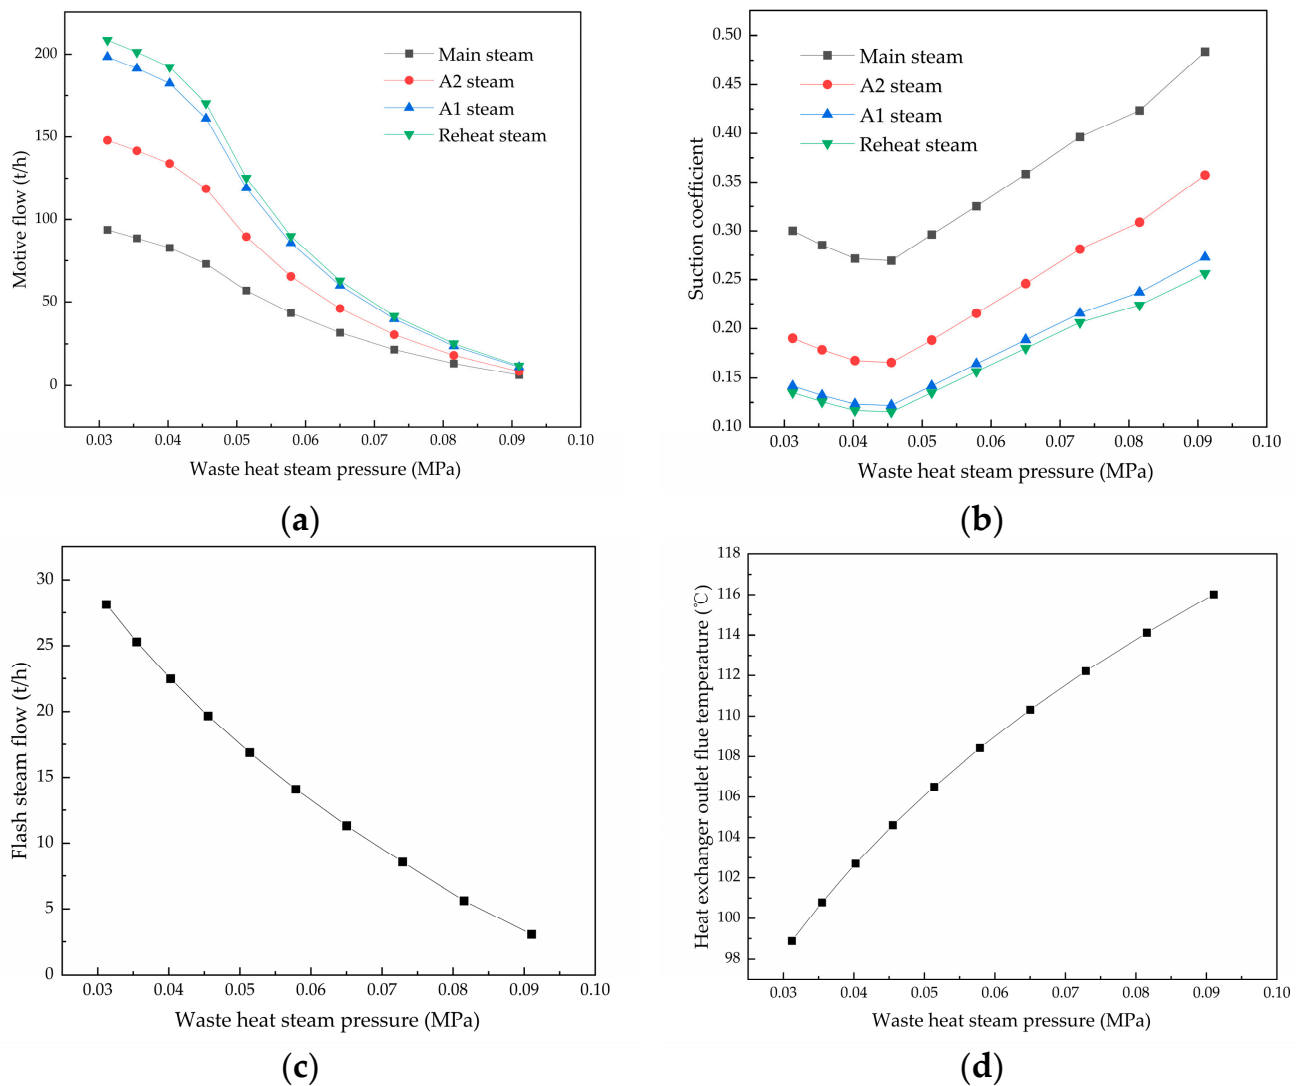 Main steam
A2 steam
A1 steam
Reheat steam
Motive flow (t/h)
200
150
100
50
0
0.03 0.04 0.05 0.06 0.07 0.08 0.09 0.10
Waste heat steam pressure (MPa)
(a)
Main steam
A2 steam
A1 steam
Reheat steam
Suction coefficient
0.50
0.45
0.40
0.35
0.30
0.25
0.20
0.15
0.10
0.03 0.04 0.05 0.06 0.07 0.08 0.09 0.10
Waste heat steam pressure (MPa)
(b)
Flash steam flow (t/h)
30
25
20
15
10
5
0
0.03 0.04 0.05 0.06 0.07 0.08 0.09 0.10
Waste heat steam pressure (MPa)
(c)
Heat exchanger outlet flue temperature (℃)
118
116
114
112
110
108
106
104
102
100
98
0.03 0.04 0.05 0.06 0.07 0.08 0.09 0.10
Waste heat steam pressure (MPa)
(d)